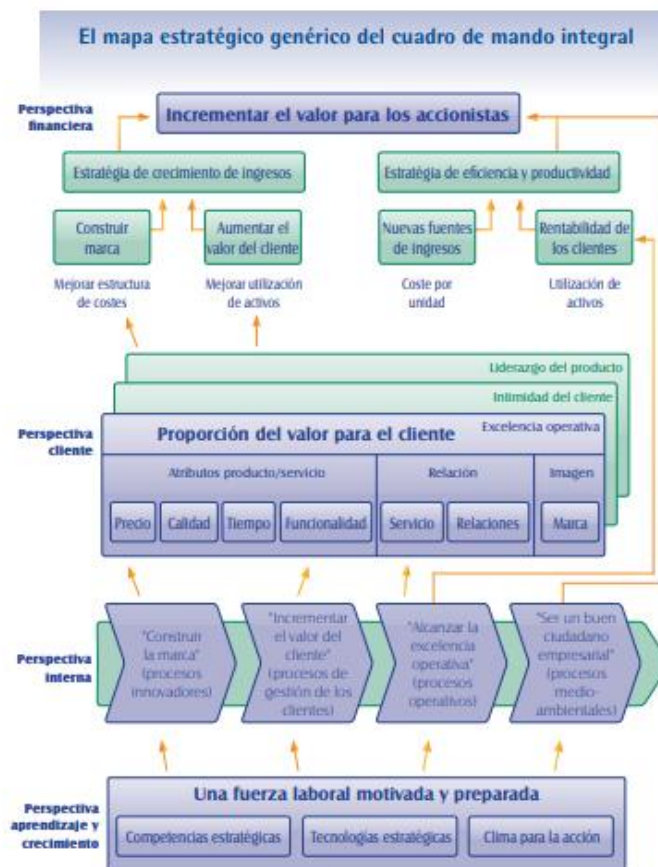 El mapa estratégico genérico del cuadro de mando integral
Perspectiva
financiera
Incrementar el valor para los accionistas
Estratégia de crecimiento de ingresos
Estratégia de eficiencia y productividad
Construir
marca
Aumentar el
valor del cliente
Nuevas fuentes
de ingresos
Rentabilidad de
los clientes
Mejorar estructura
de costes
Mejorar utilización
de activos
Coste por
unidad
Utilización de
activos
Liderazgo del producto
Intimidad del cliente
Excelencia operativa
Perspectiva
cliente
Proporción del valor para el cliente
Atributos producto/servicio
Relación
Imagen
Precio
Calidad
Tiempo
Funcionalidad
Servicio
Relaciones
Marca
Perspectiva
interna
"Construir
la marca"
(procesos
innovadores)
"Incrementar
el valor del
cliente"
(procesos de
gestión de los
clientes)
"Alcanzar la
excelencia
operativa"
(procesos
operativos)
"Ser un buen
ciudadano
empresarial"
(procesos
medio-
ambientales)
Perspectiva
aprendizaje y
crecimiento
Una fuerza laboral motivada y preparada
Competencias estratégicas
Tecnologías estratégicas
Clima para la acción